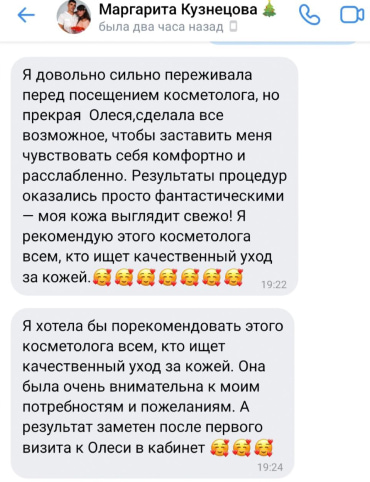 Маргарита Кузнецова🎄
была два часа назад
Я довольно сильно переживала
перед посещением косметолога, но
прекрая Олеся,сделала все
возможное, чтобы заставить меня
чувствовать себя комфортно и
расслабленно. Результаты процедур
оказались просто фантастическими
— моя кожа выглядит свежо! Я
рекомендую этого косметолога
всем, кто ищет качественный уход
за кожей.🥰🥰🥰🥰🥰🥰🥰
19:22
Я хотела бы порекомендовать этого
косметолога всем, кто ищет
качественный уход за кожей. Она
была очень внимательна к моим
потребностям и пожеланиям. А
результат заметен после первого
визита к Олеси в кабинет 🥰🥰🥰
19:24